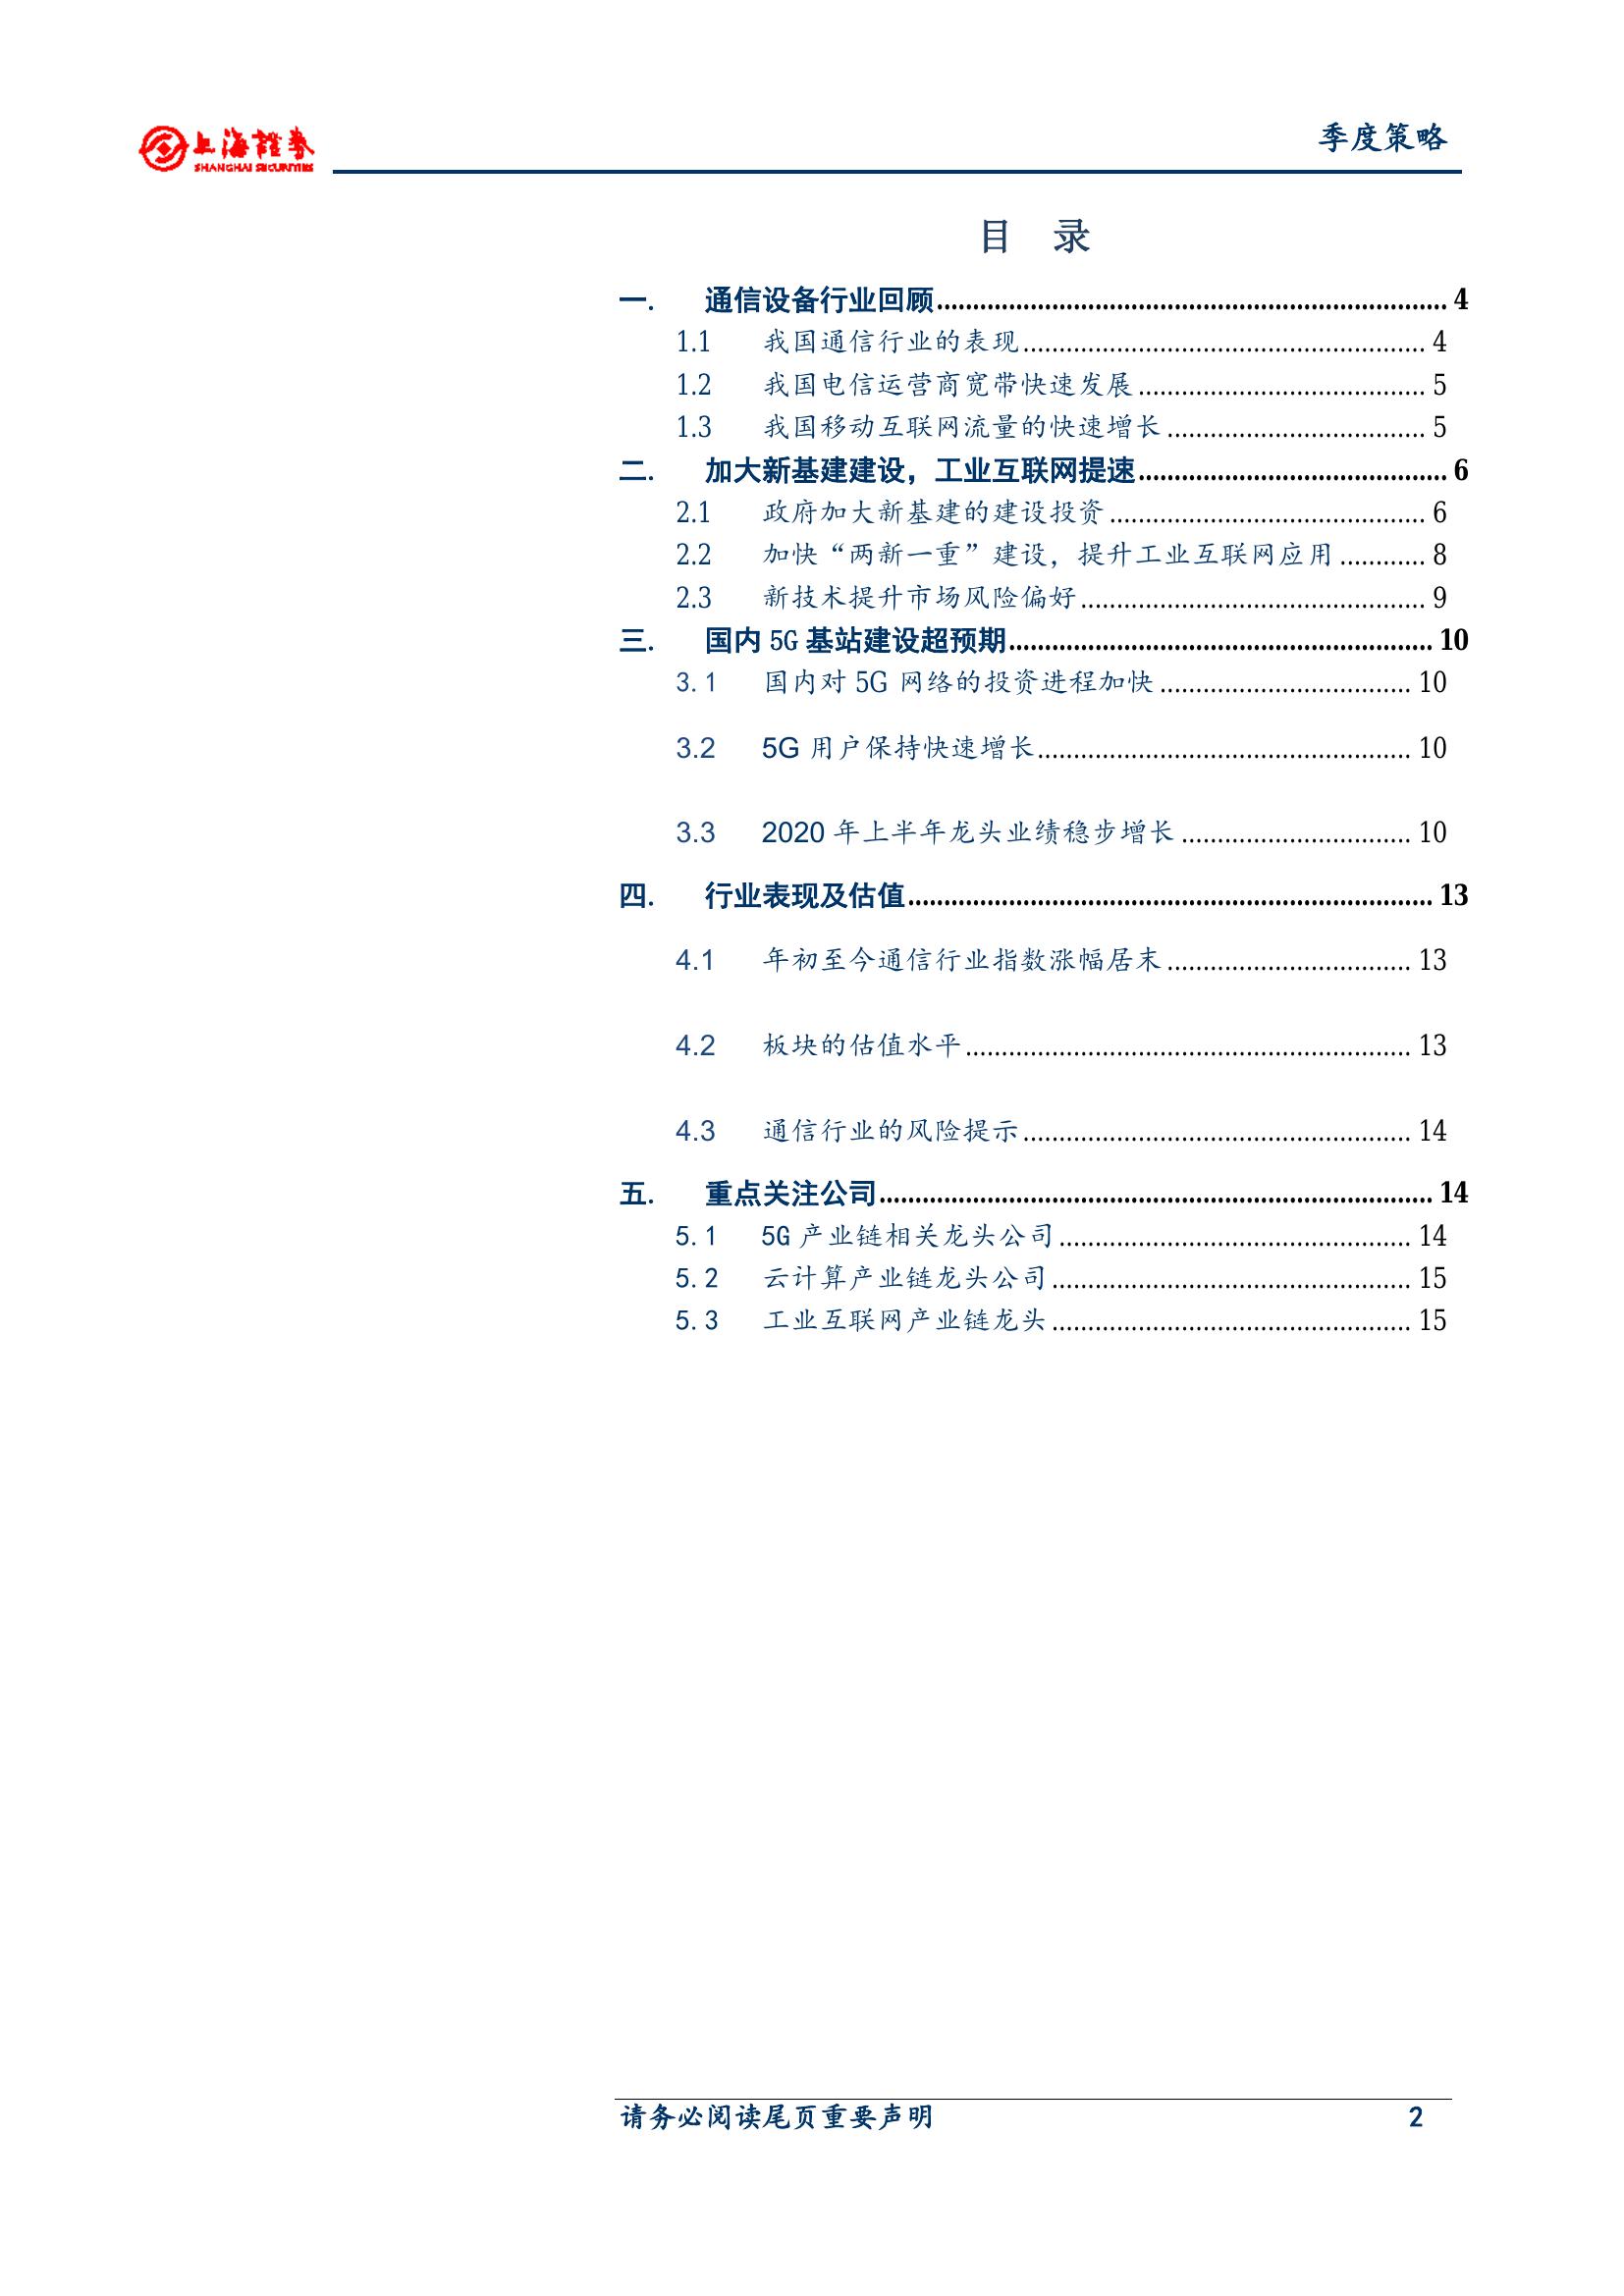 上海證券
SHANGHAI SECURITIES
季度策略
目 录
一. 通信设备行业回顾 4
1.1 我国通信行业的表现 4
1.2 我国电信运营商宽带快速发展 5
1.3 我国移动互联网流量的快速增长 5
二. 加大新基建建设，工业互联网提速 6
2.1 政府加大新基建的建设投资 6
2.2 加快“两新一重”建设，提升工业互联网应用 8
2.3 新技术提升市场风险偏好 9
三. 国内 5G 基站建设超预期 10
3.1 国内对 5G 网络的投资进程加快 10
3.2 5G 用户保持快速增长 10
3.3 2020 年上半年龙头业绩稳步增长 10
四. 行业表现及估值 13
4.1 年初至今通信行业指数涨幅居末 13
4.2 板块的估值水平 13
4.3 通信行业的风险提示 14
五. 重点关注公司 14
5.1 5G 产业链相关龙头公司 14
5.2 云计算产业链龙头公司 15
5.3 工业互联网产业链龙头 15
请务必阅读尾页重要声明 2